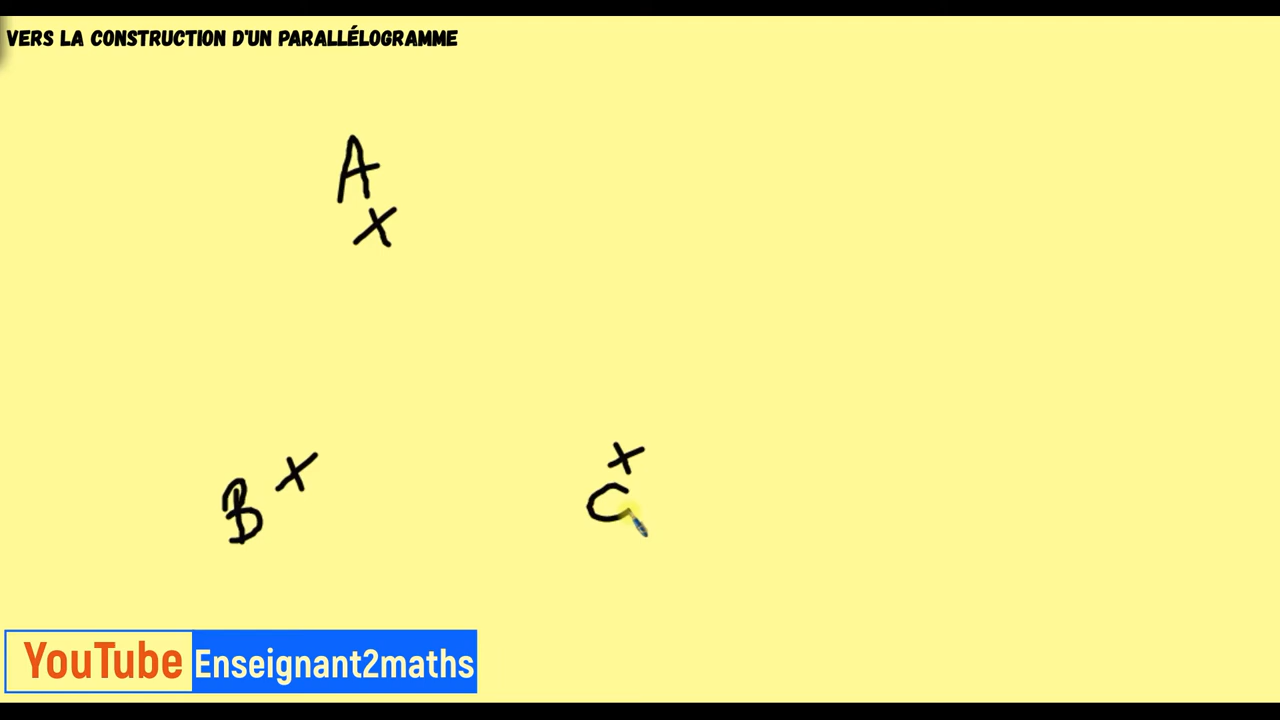 VERS LA CONSTRUCTION D'UN PARALLÉLOGRAMME
A
B
C
YouTube Enseignant2maths